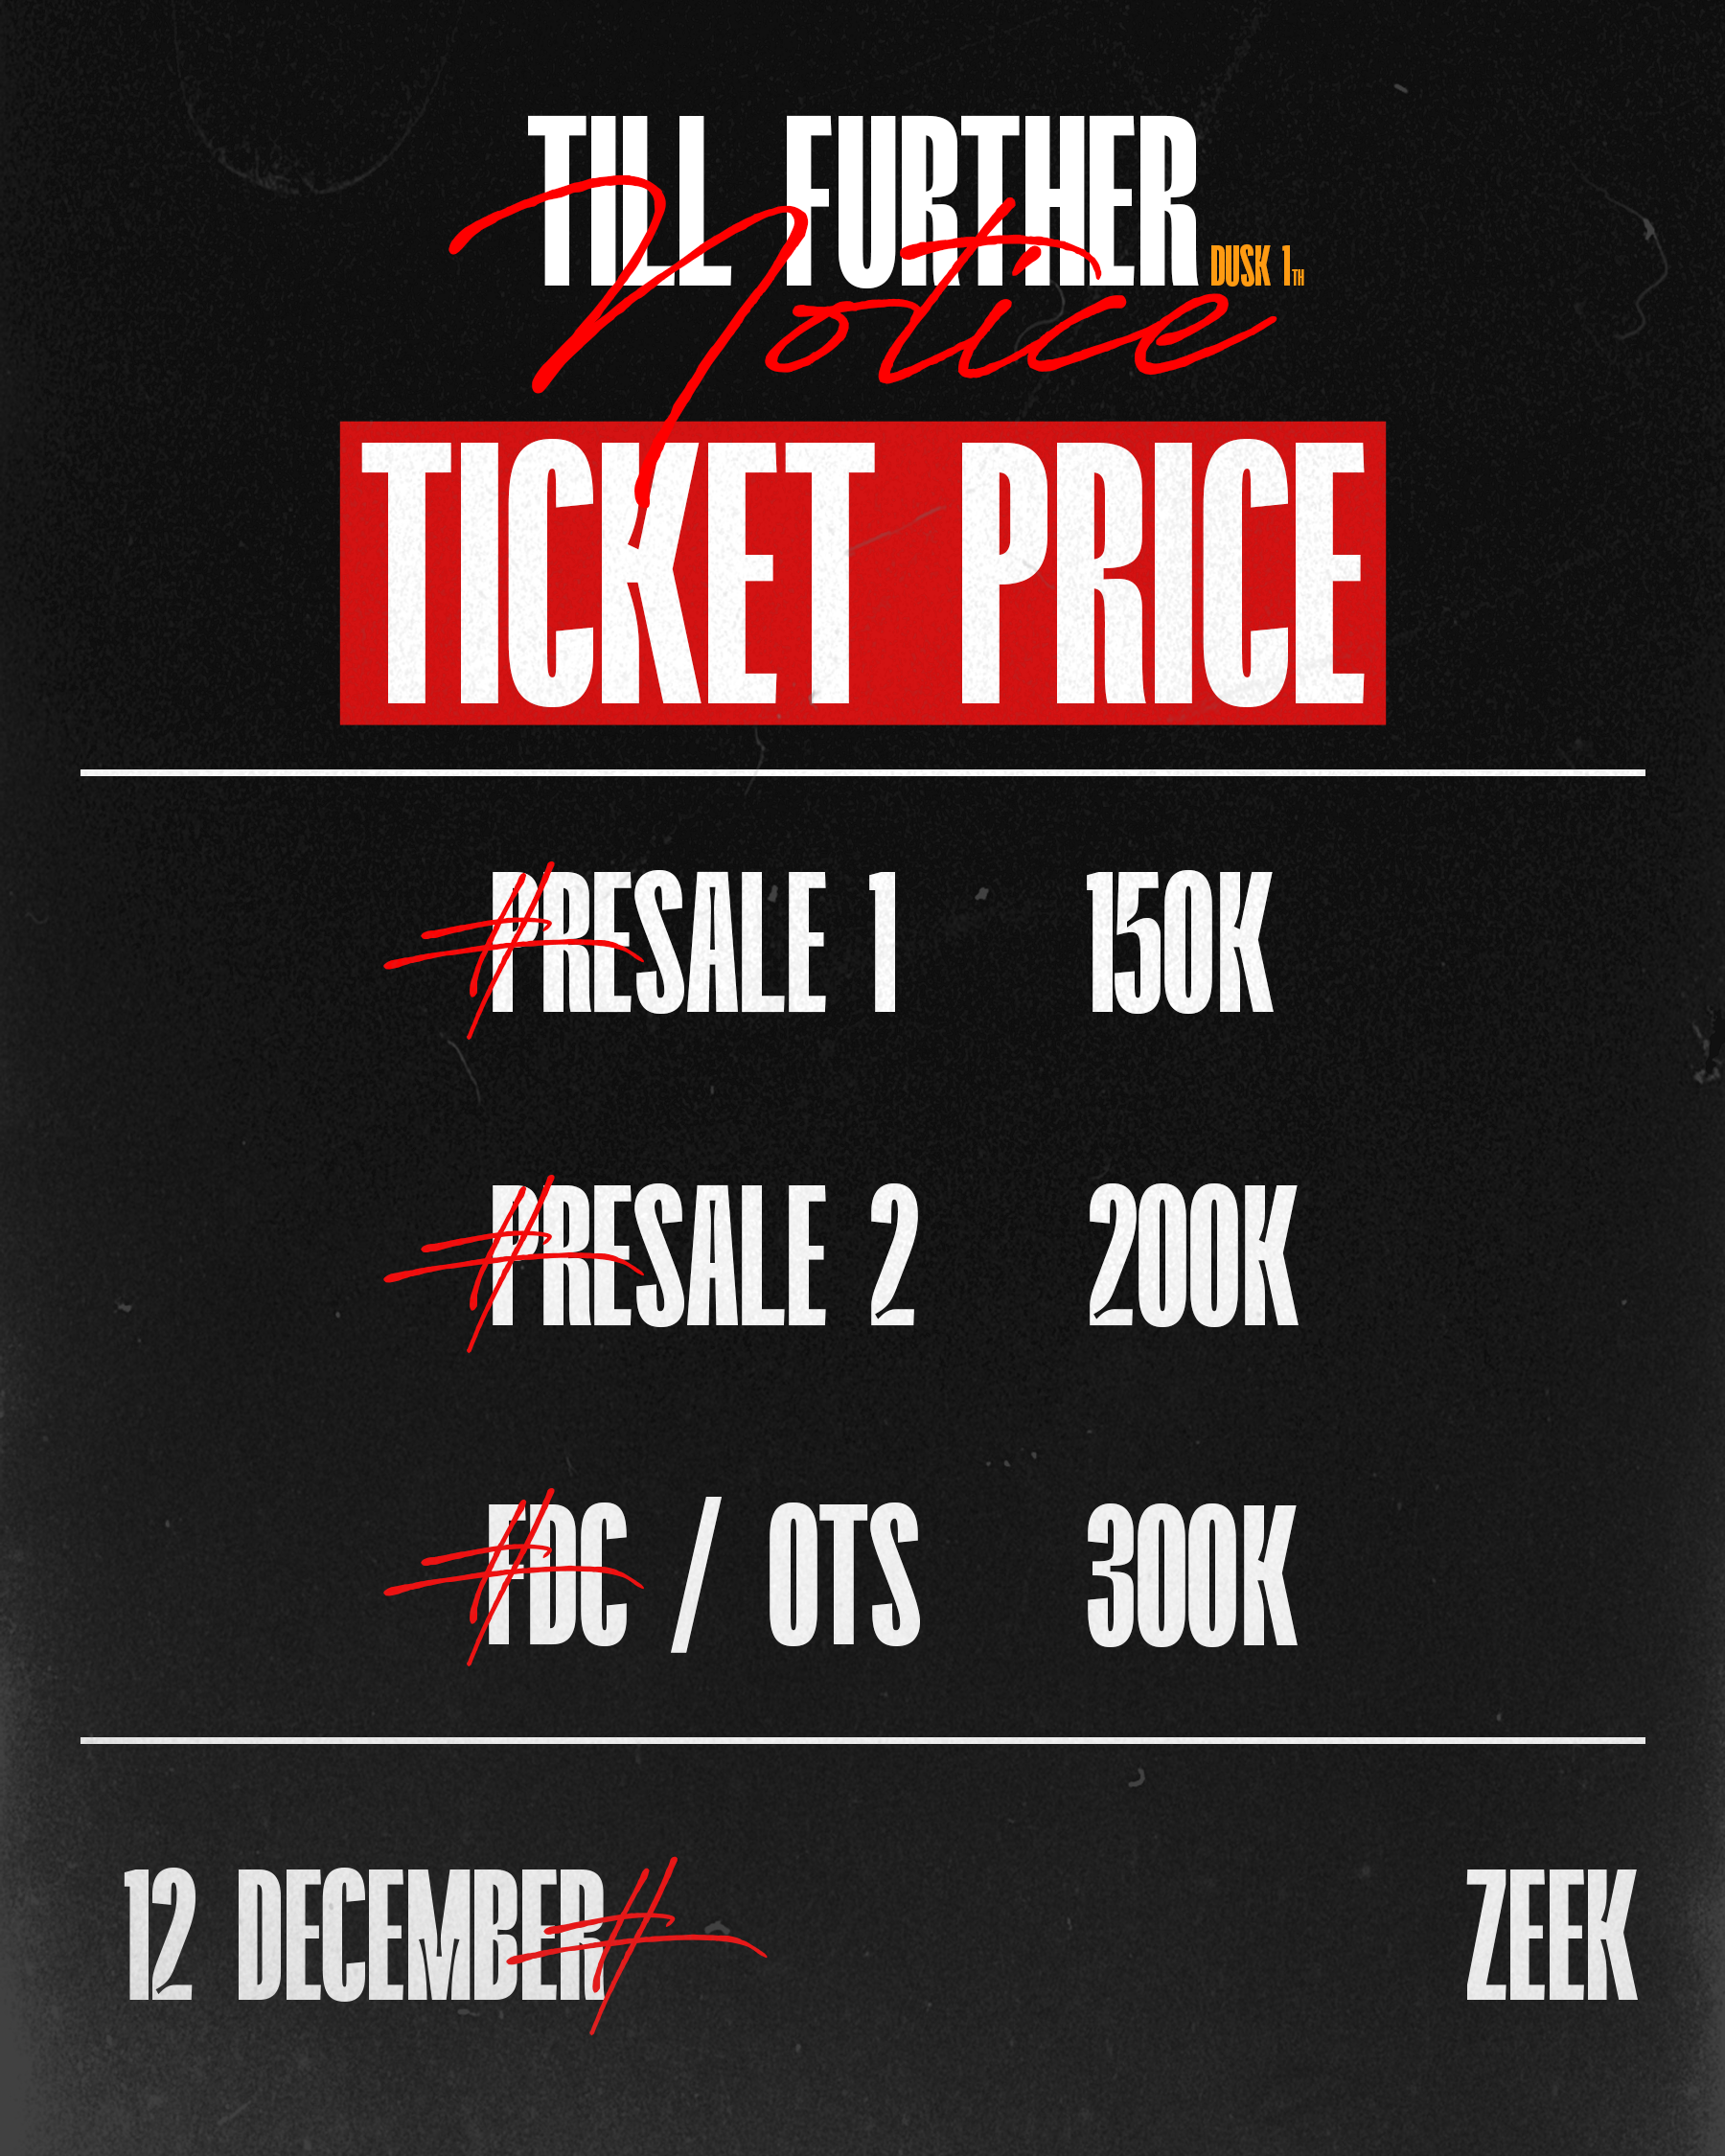 TILL FURTHER
Notice
DUSK 1TH
TICKET PRICE
#PRESALE 1 150K
#PRESALE 2 200K
#FDC / OTS 300K
12 DECEMBER#
ZEEK